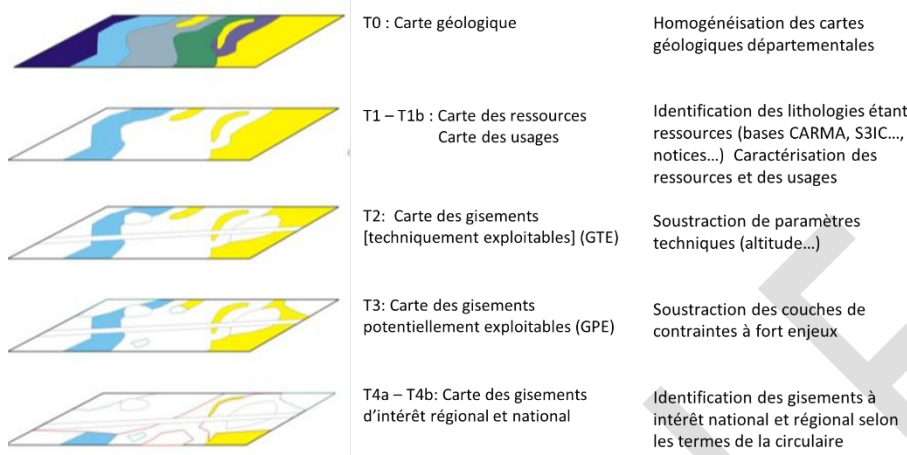 T0 : Carte géologique
Homogénéisation des cartes
géologiques départementales
T1 – T1b : Carte des ressources
Carte des usages
Identification des lithologies étant
ressources (bases CARMA, S3IC...,
notices...) Caractérisation des
ressources et des usages
T2: Carte des gisements
[techniquement exploitables] (GTE)
Soustraction de paramètres
techniques (altitude...)
T3: Carte des gisements
potentiellement exploitables (GPE)
Soustraction des couches de
contraintes à fort enjeux
T4a – T4b: Carte des gisements
d'intérêt régional et national
Identification des gisements à
intérêt national et régional selon
les termes de la circulaire